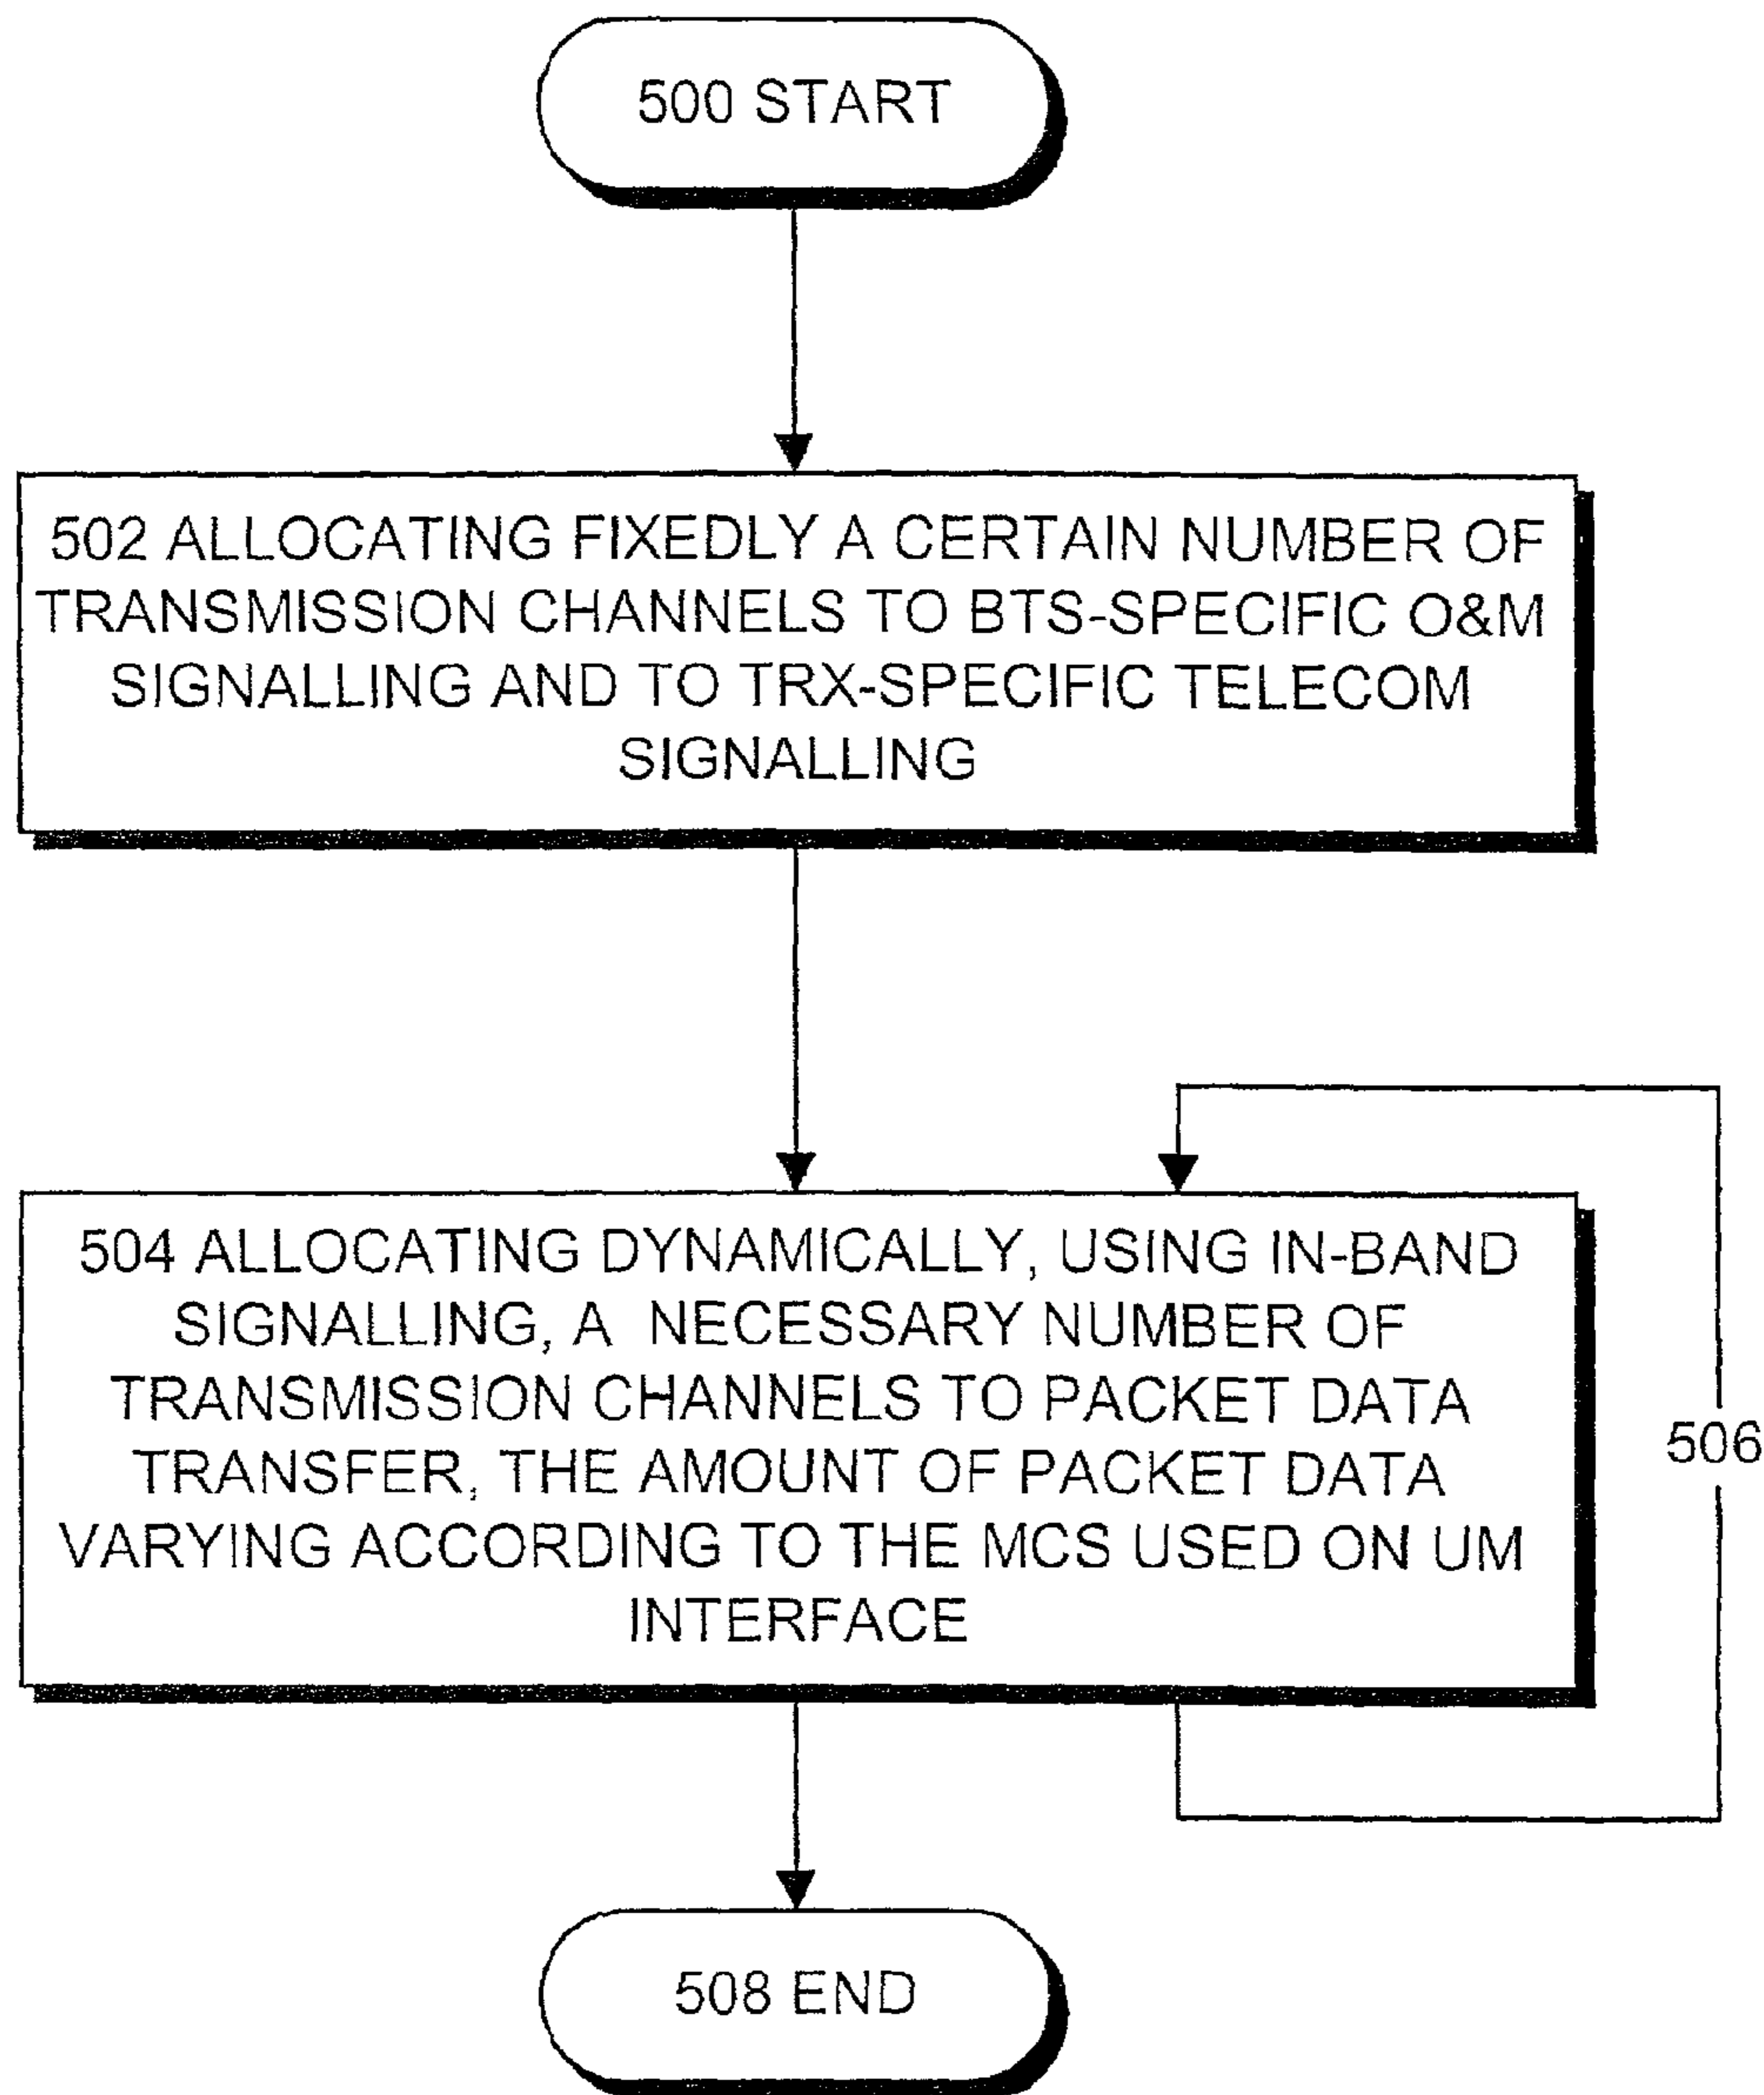 500 START
502 ALLOCATING FIXEDLY A CERTAIN NUMBER OF
TRANSMISSION CHANNELS TO BTS-SPECIFIC O&M
SIGNALLING AND TO TRX-SPECIFIC TELECOM
SIGNALLING
504 ALLOCATING DYNAMICALLY, USING IN-BAND
SIGNALLING, A NECESSARY NUMBER OF
TRANSMISSION CHANNELS TO PACKET DATA
TRANSFER, THE AMOUNT OF PACKET DATA
VARYING ACCORDING TO THE MCS USED ON UM
INTERFACE
506
508 END